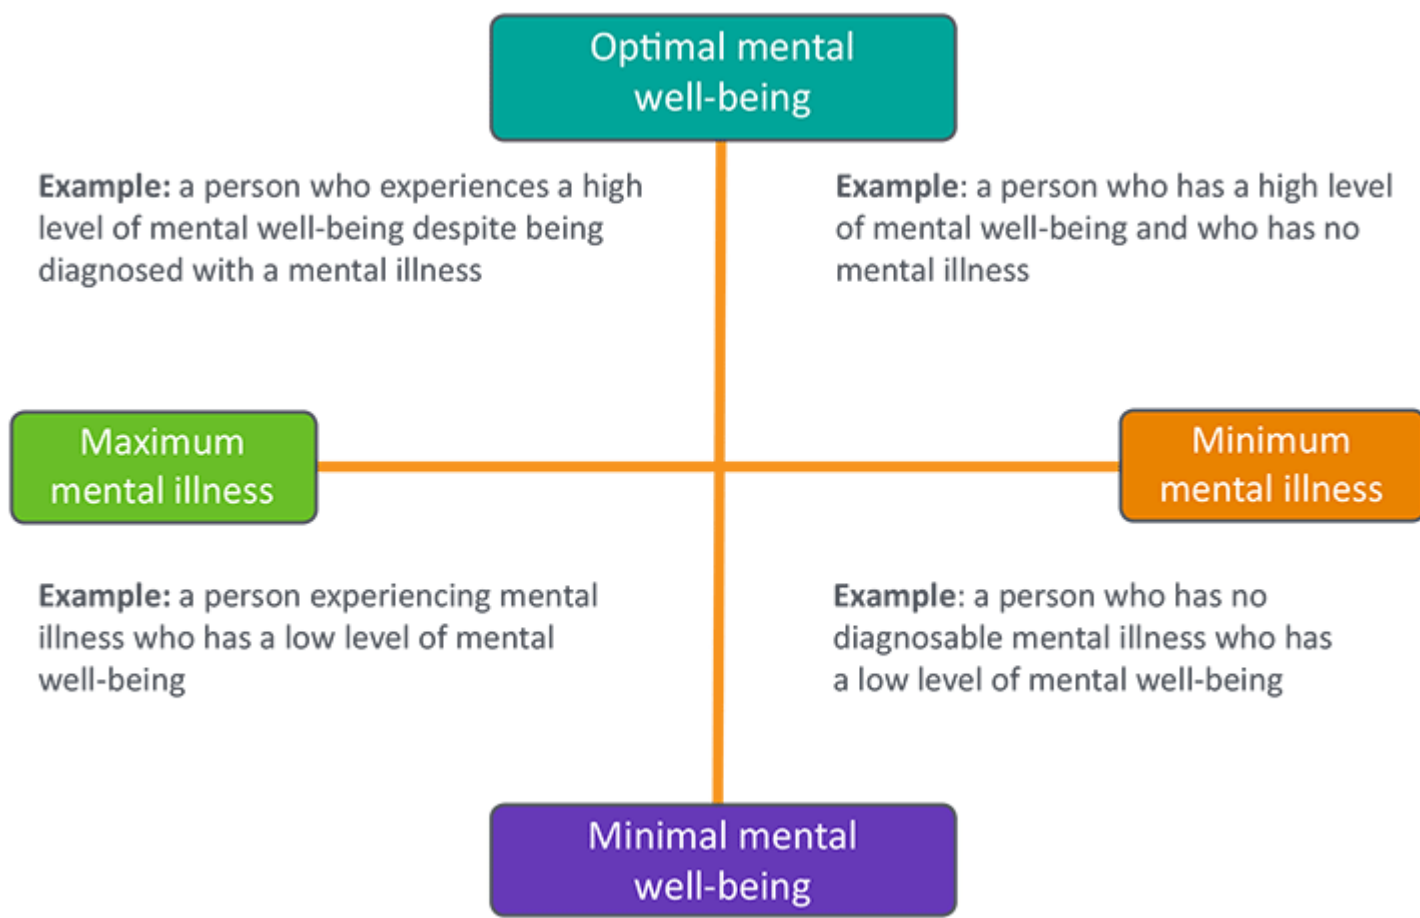 Optimal mental
well-being
Example: a person who experiences a high
level of mental well-being despite being
diagnosed with a mental illness
Example: a person who has a high level
of mental well-being and who has no
mental illness
Maximum
mental illness
Minimum
mental illness
Example: a person experiencing mental
illness who has a low level of mental
well-being
Example: a person who has no
diagnosable mental illness who has
a low level of mental well-being
Minimal mental
well-being